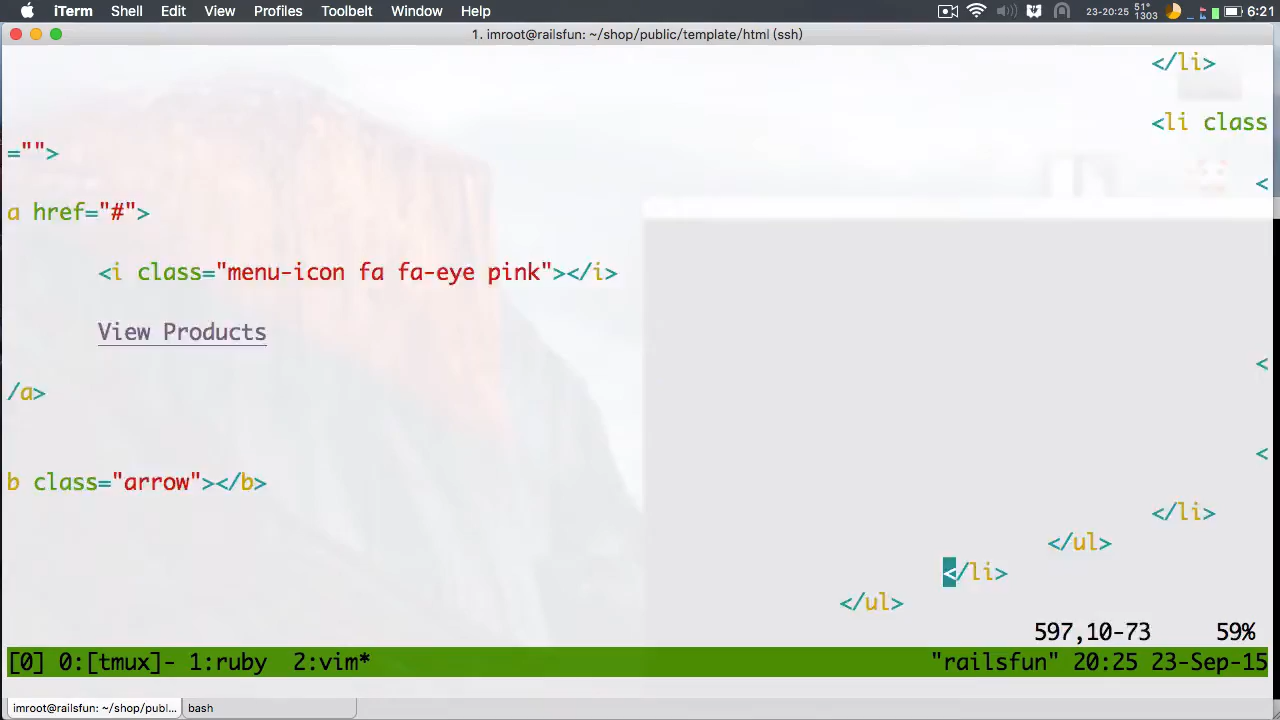 iTerm Shell Edit View Profiles Toolbelt Window Help 23-20:25 51° 1303 6:21
1. imroot@railsfun: ~/shop/public/template/html (ssh)
</li>
<li class
="">
<
a href="#">
<i class="menu-icon fa fa-eye pink"></i>
View Products
<
/a>
<
b class="arrow"></b>
</li>
</ul>
</li>
</ul>
597,10-73 59%
[0] 0:[tmux]- 1:ruby 2:vim* "railsfun" 20:25 23-Sep-15
imroot@railsfun: ~/shop/publ... bash